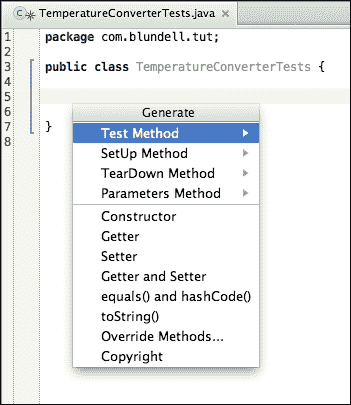 TemperatureConverterTests.java ×
1 package com.blundell.tut;
2
3 public class TemperatureConverterTests {
4
5
6
7 }
8
Generate
Test Method
SetUp Method
TearDown Method
Parameters Method
Constructor
Getter
Setter
Getter and Setter
equals() and hashCode()
toString()
Override Methods...
Copyright